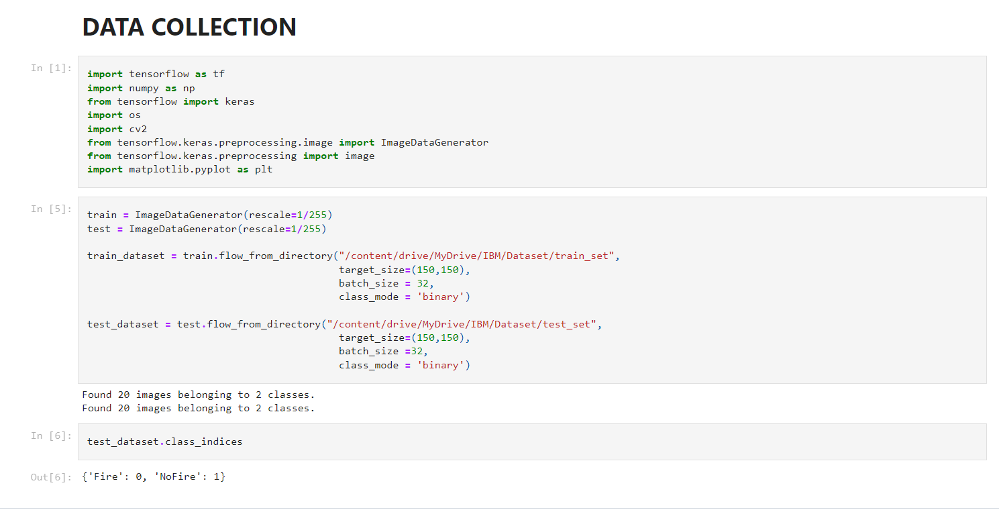 DATA COLLECTION
In [1]:
import tensorflow as tf
import numpy as np
from tensorflow import keras
import os
import cv2
from tensorflow.keras.preprocessing.image import ImageDataGenerator
from tensorflow.keras.preprocessing import image
import matplotlib.pyplot as plt
In [5]:
train = ImageDataGenerator(rescale=1/255)
test = ImageDataGenerator(rescale=1/255)
train_dataset = train.flow_from_directory("/content/drive/MyDrive/IBM/Dataset/train_set",
target_size=(150,150),
batch_size = 32,
class_mode = 'binary')
test_dataset = test.flow_from_directory("/content/drive/MyDrive/IBM/Dataset/test_set",
target_size=(150,150),
batch_size =32,
class_mode = 'binary')
Found 20 images belonging to 2 classes.
Found 20 images belonging to 2 classes.
In [6]:
test_dataset.class_indices
Out[6]: {'Fire': 0, 'NoFire': 1}